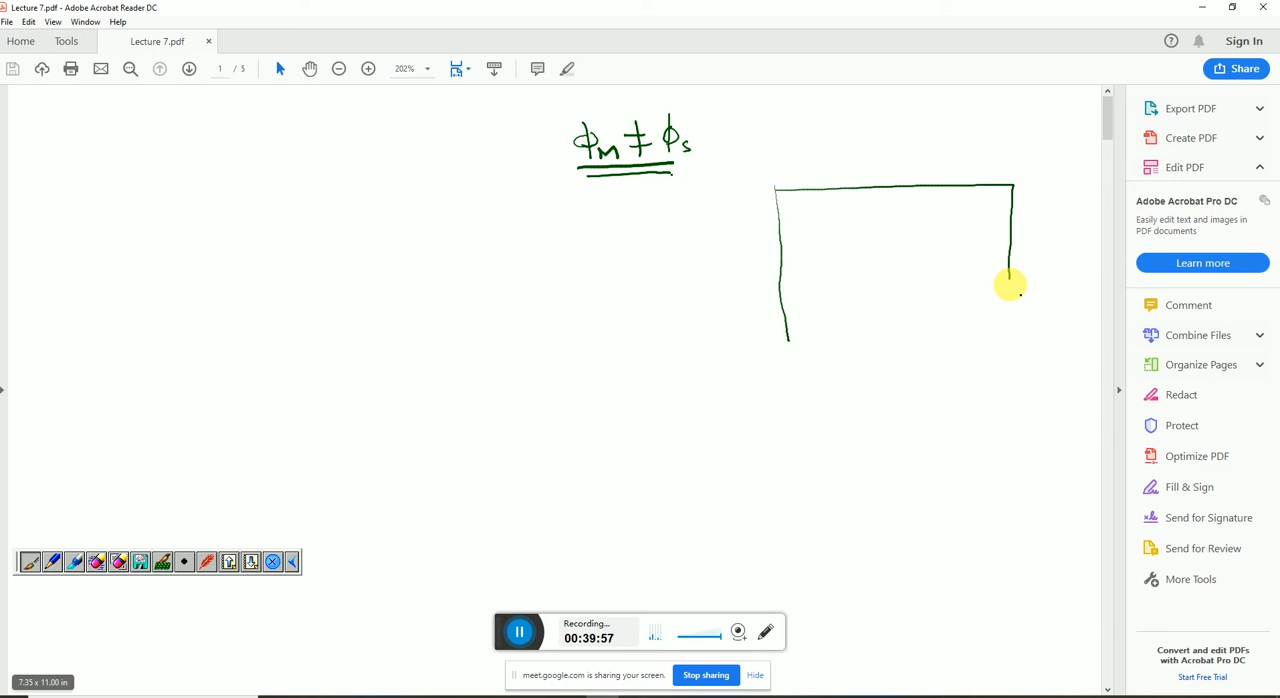 Lecture 7.pdf - Adobe Acrobat Reader DC
File Edit View Window Help
Home Tools Lecture 7.pdf × Sign In
1 / 5 202% Share
ϕM ≠ ϕs
Export PDF
Create PDF
Edit PDF
Adobe Acrobat Pro DC
Easily edit text and images in
PDF documents
Learn more
Comment
Combine Files
Organize Pages
Redact
Protect
Optimize PDF
Fill & Sign
Send for Signature
Send for Review
More Tools
Recording...
00:39:57
meet.google.com is sharing your screen. Stop sharing Hide
7.35 x 11.00 in
Convert and edit PDFs
with Acrobat Pro DC
Start Free Trial